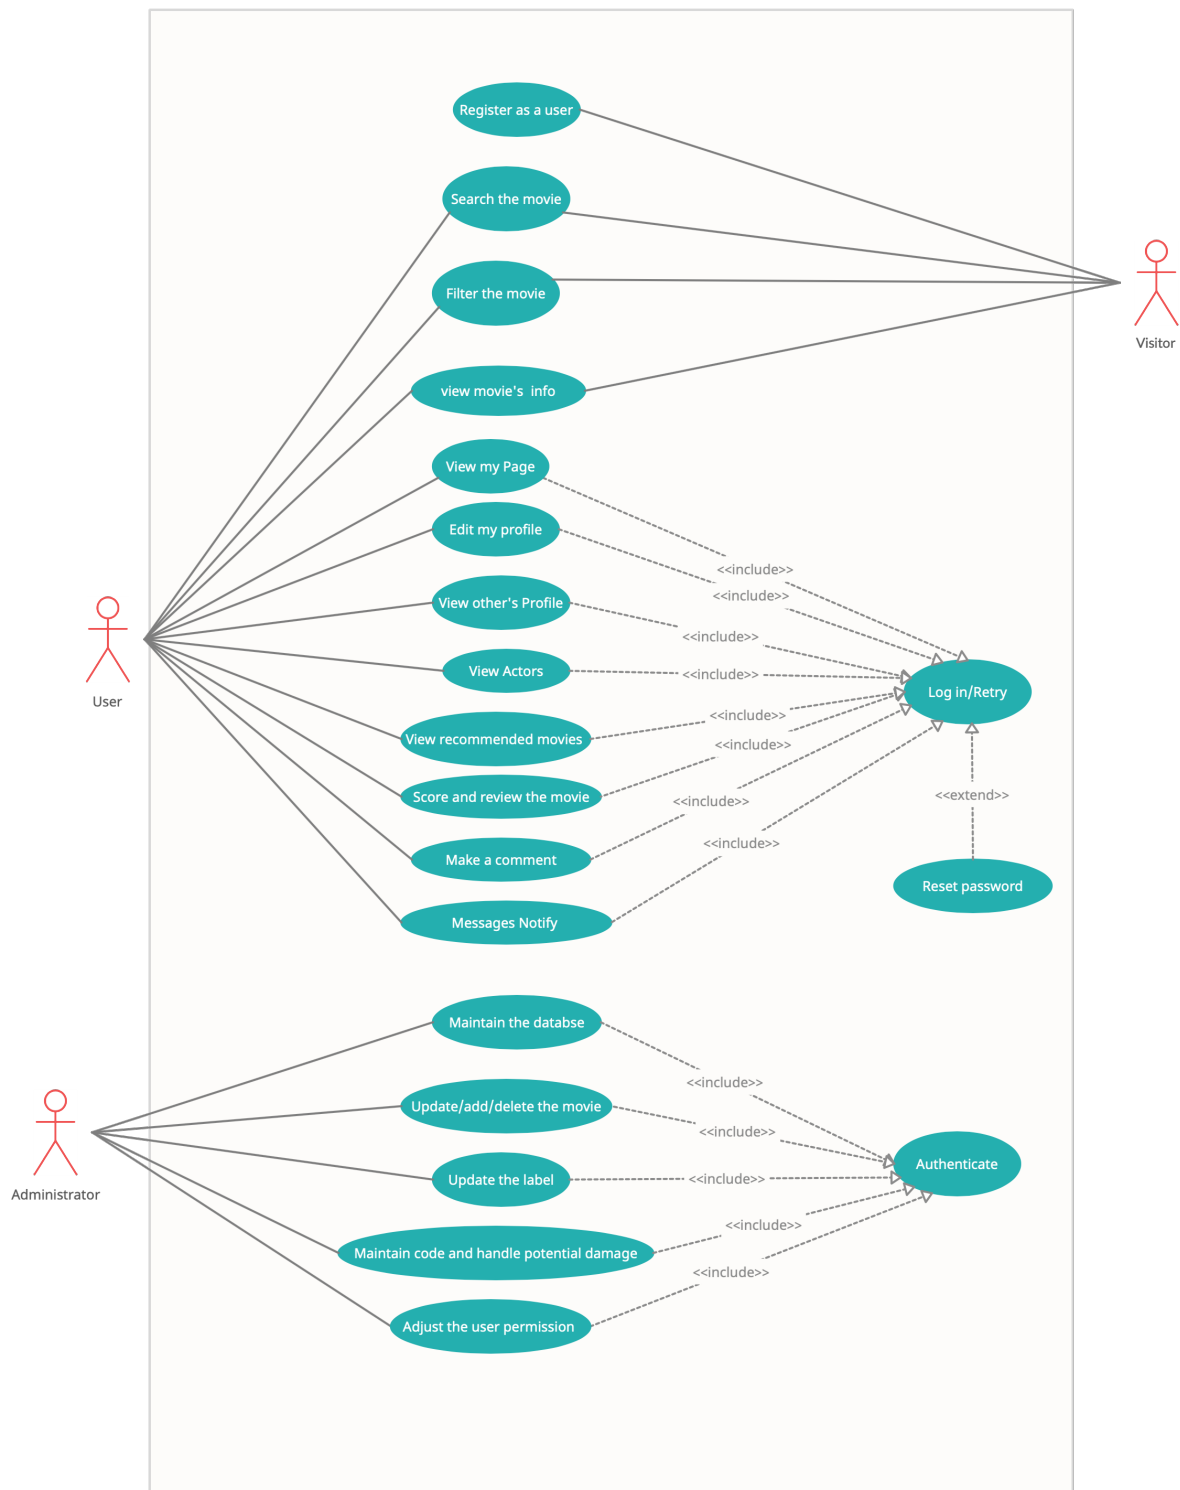 Register as a user
Search the movie
Filter the movie
Visitor
view movie's  info
View my Page
Edit my profile
<<include>>
<<include>>
View other's Profile
<<include>>
View Actors
<<include>>
User
Log in/Retry
<<include>>
View recommended movies
<<include>>
Score and review the movie
<<extend>>
<<include>>
<<include>>
Make a comment
Reset password
Messages Notify
Maintain the databse
<<include>>
Update/add/delete the movie
<<include>>
Authenticate
Update the label
<<include>>
Administrator
<<include>>
Maintain code and handle potential damage
<<include>>
Adjust the user permission